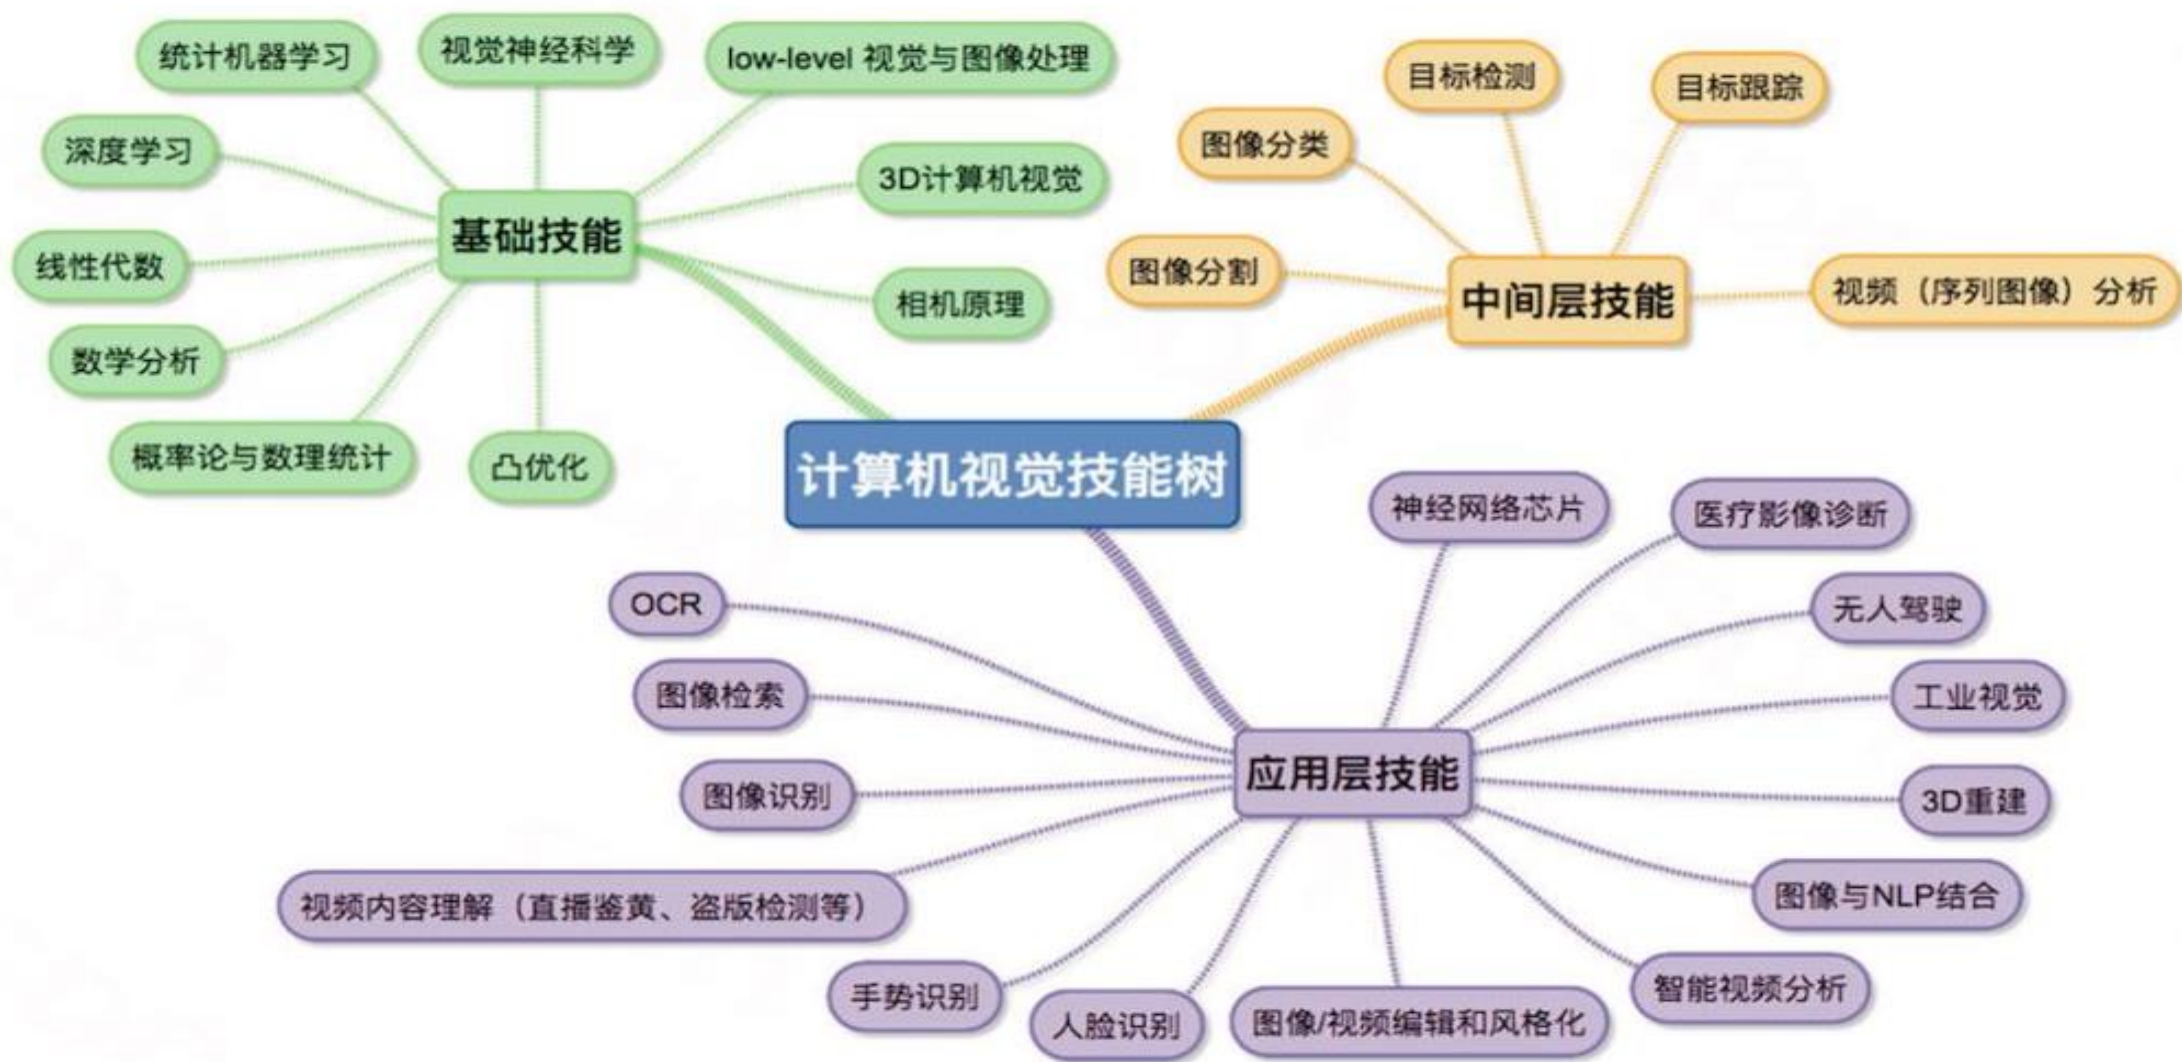 统计机器学习
视觉神经科学
low-level 视觉与图像处理
深度学习
3D计算机视觉
基础技能
线性代数
相机原理
数学分析
概率论与数理统计
凸优化
目标检测
目标跟踪
图像分类
图像分割
中间层技能
视频（序列图像）分析
计算机视觉技能树
神经网络芯片
医疗影像诊断
OCR
无人驾驶
图像检索
工业视觉
应用层技能
图像识别
3D重建
视频内容理解（直播鉴黄、盗版检测等）
图像与NLP结合
手势识别
人脸识别
图像/视频编辑和风格化
智能视频分析